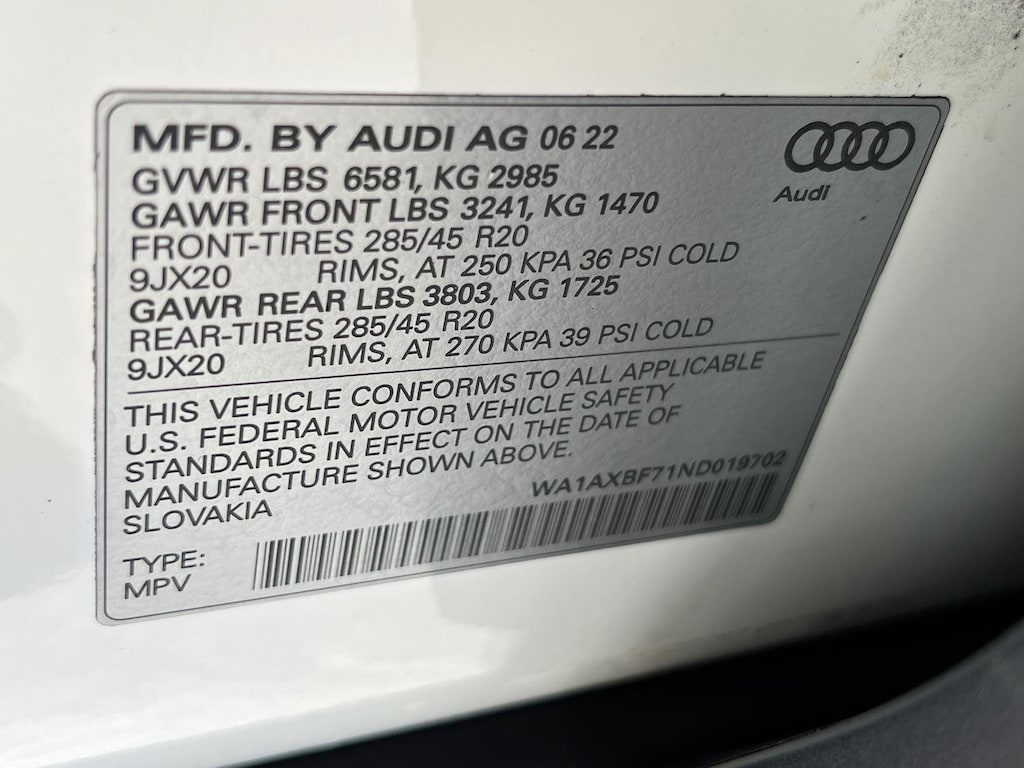 MFD. BY AUDI AG 06 22
Audi
GVWR LBS 6581, KG 2985
GAWR FRONT LBS 3241, KG 1470
FRONT-TIRES 285/45 R20
9JX20 RIMS, AT 250 KPA 36 PSI COLD
GAWR REAR LBS 3803, KG 1725
REAR-TIRES 285/45 R20
9JX20 RIMS, AT 270 KPA 39 PSI COLD
THIS VEHICLE CONFORMS TO ALL APPLICABLE
U.S. FEDERAL MOTOR VEHICLE SAFETY
STANDARDS IN EFFECT ON THE DATE OF
MANUFACTURE SHOWN ABOVE.
SLOVAKIA
WA1AXBF71ND019702
TYPE:
MPV